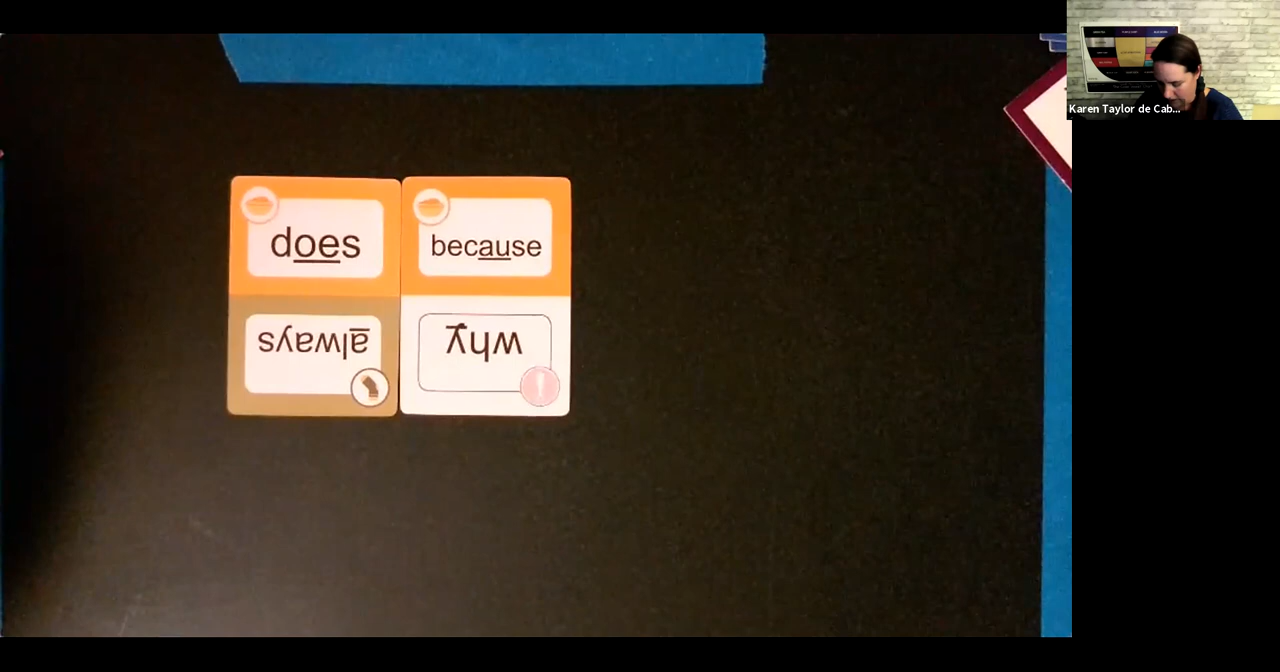 does
because
always
why
Karen Taylor de Cab...